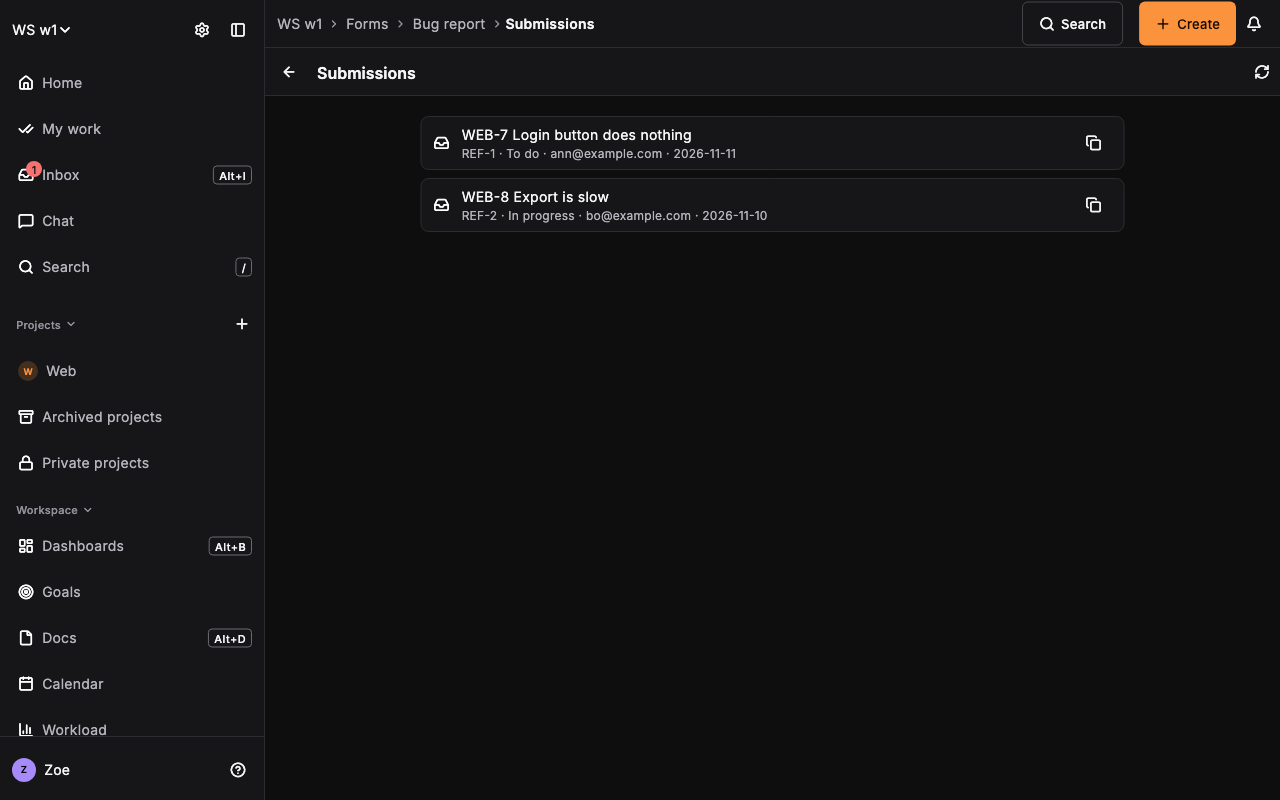 WS w1
Home
My work
1
Inbox
Alt+I
Chat
Search
/
Projects
W
Web
Archived projects
Private projects
Workspace
Dashboards
Alt+B
Goals
Docs
Alt+D
Calendar
Workload
Z
Zoe
WS w1 > Forms > Bug report > Submissions
Search
Create
Submissions
WEB-7 Login button does nothing
REF-1 · To do · ann@example.com · 2026-11-11
WEB-8 Export is slow
REF-2 · In progress · bo@example.com · 2026-11-10